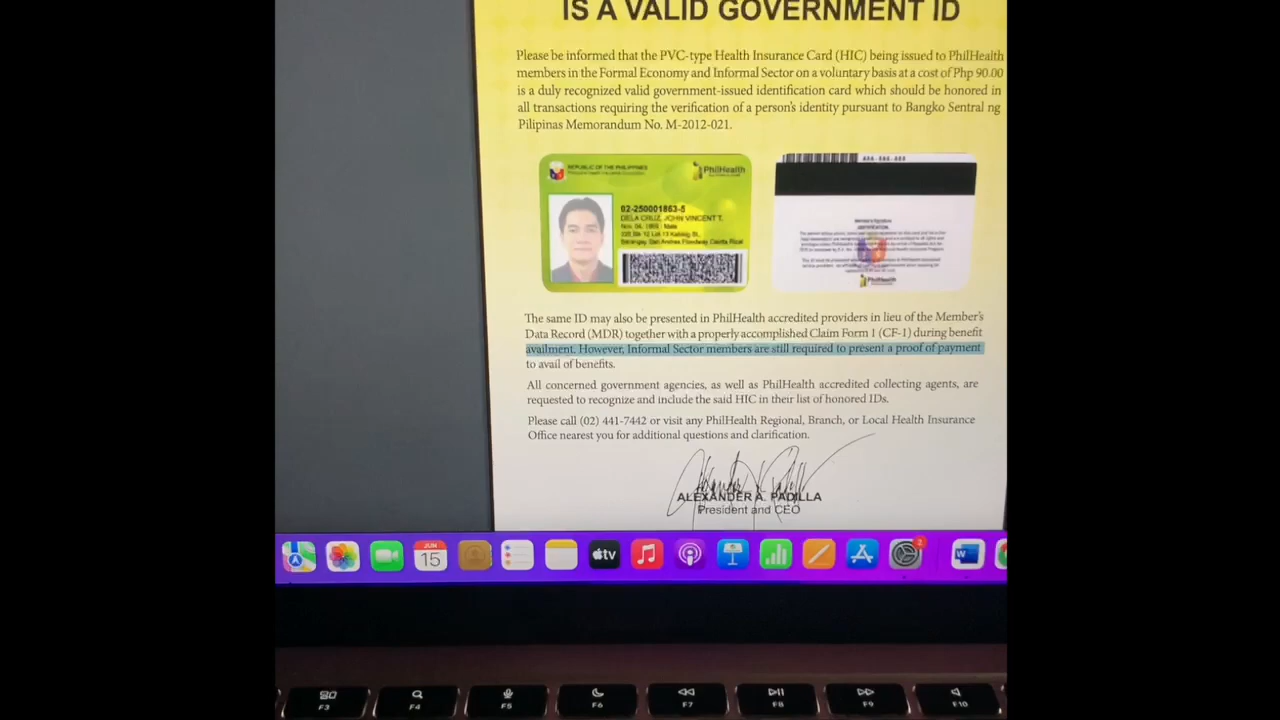 IS A VALID GOVERNMENT ID
Please be informed that the PVC-type Health Insurance Card (HIC) being issued to PhilHealth
members in the Formal Economy and Informal Sector on a voluntary basis at a cost of Php 90.00
is a duly recognized valid government-issued identification card which should be honored in
all transactions requiring the verification of a person's identity pursuant to Bangko Sentral ng
Pilipinas Memorandum No. M-2012-021.
REPUBLIC OF THE PHILIPPINES
PhilHealth
02-250001863-5
DELA CRUZ, JOHN VINCENT T.
PhilHealth
The same ID may also be presented in PhilHealth accredited providers in lieu of the Member's
Data Record (MDR) together with a properly accomplished Claim Form 1 (CF-1) during benefit
availment. However, Informal Sector members are still required to present a proof of payment
to avail of benefits.
All concerned government agencies, as well as PhilHealth accredited collecting agents, are
requested to recognize and include the said HIC in their list of honored IDs.
Please call (02) 441-7442 or visit any PhilHealth Regional, Branch, or Local Health Insurance
Office nearest you for additional questions and clarification.
ALEXANDER A. PADILLA
President and CEO
JUN
15
tv
2
W
F3
F4
F5
F6
F7
F8
F9
F10